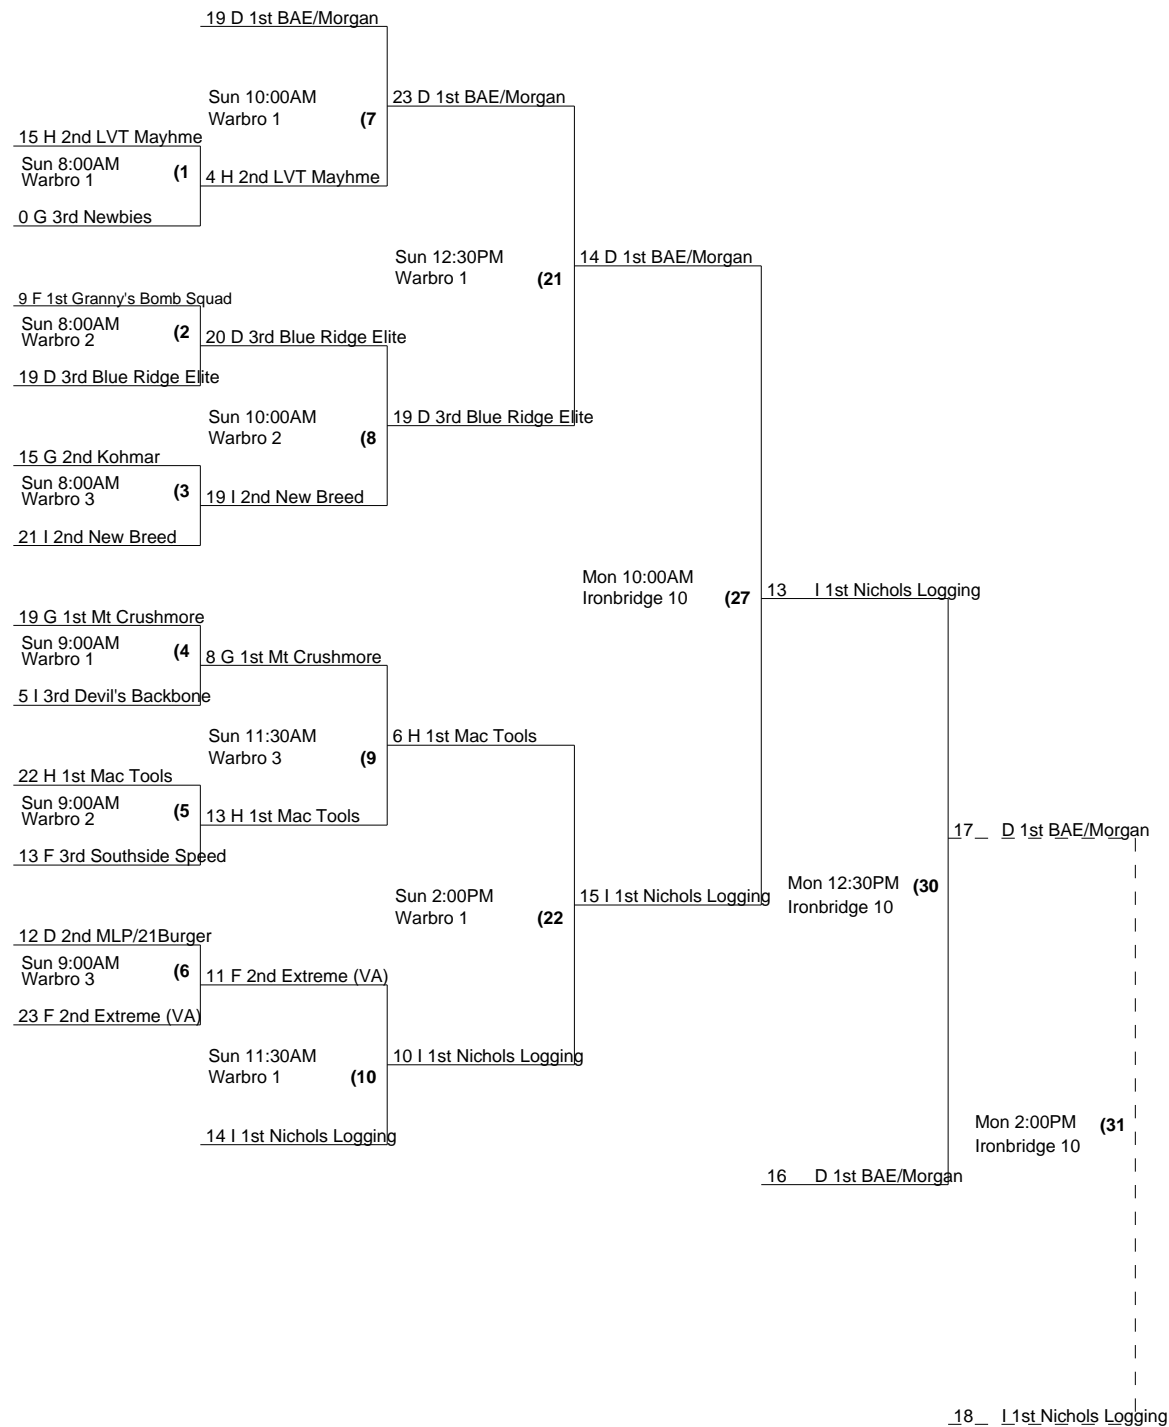 19 D 1st BAE/Morgan
Sun 10:00AM
Warbro 1 (7
23 D 1st BAE/Morgan
15 H 2nd LVT Mayhme
Sun 8:00AM
Warbro 1 (1
4 H 2nd LVT Mayhme
0 G 3rd Newbies
Sun 12:30PM
Warbro 1 (21
14 D 1st BAE/Morgan
9 F 1st Granny's Bomb Squad
Sun 8:00AM
Warbro 2 (2
20 D 3rd Blue Ridge Elite
19 D 3rd Blue Ridge Elite
Sun 10:00AM
Warbro 2 (8
19 D 3rd Blue Ridge Elite
15 G 2nd Kohmar
Sun 8:00AM
Warbro 3 (3
19 I 2nd New Breed
21 I 2nd New Breed
Mon 10:00AM
Ironbridge 10 (27
13 I 1st Nichols Logging
19 G 1st Mt Crushmore
Sun 9:00AM
Warbro 1 (4
8 G 1st Mt Crushmore
5 I 3rd Devil's Backbone
Sun 11:30AM
Warbro 3 (9
6 H 1st Mac Tools
22 H 1st Mac Tools
Sun 9:00AM
Warbro 2 (5
13 H 1st Mac Tools
13 F 3rd Southside Speed
17 D 1st BAE/Morgan
Mon 12:30PM (30
Ironbridge 10
Sun 2:00PM
Warbro 1 (22
15 I 1st Nichols Logging
12 D 2nd MLP/21Burger
Sun 9:00AM
Warbro 3 (6
11 F 2nd Extreme (VA)
23 F 2nd Extreme (VA)
Sun 11:30AM
Warbro 1 (10
10 I 1st Nichols Logging
14 I 1st Nichols Logging
Mon 2:00PM (31
Ironbridge 10
16 D 1st BAE/Morgan
18 I 1st Nichols Logging